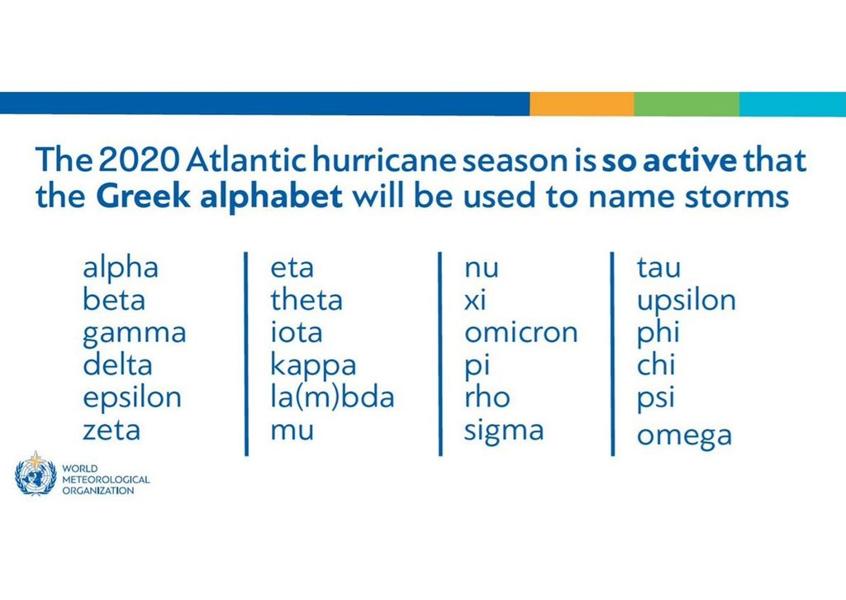 The 2020 Atlantic hurricane season is so active that
the Greek alphabet will be used to name storms
alpha
beta
gamma
delta
epsilon
zeta
eta
theta
iota
kappa
la(m)bda
mu
nu
xi
omicron
pi
rho
sigma
tau
upsilon
phi
chi
psi
omega
WORLD
METEOROLOGICAL
ORGANIZATION